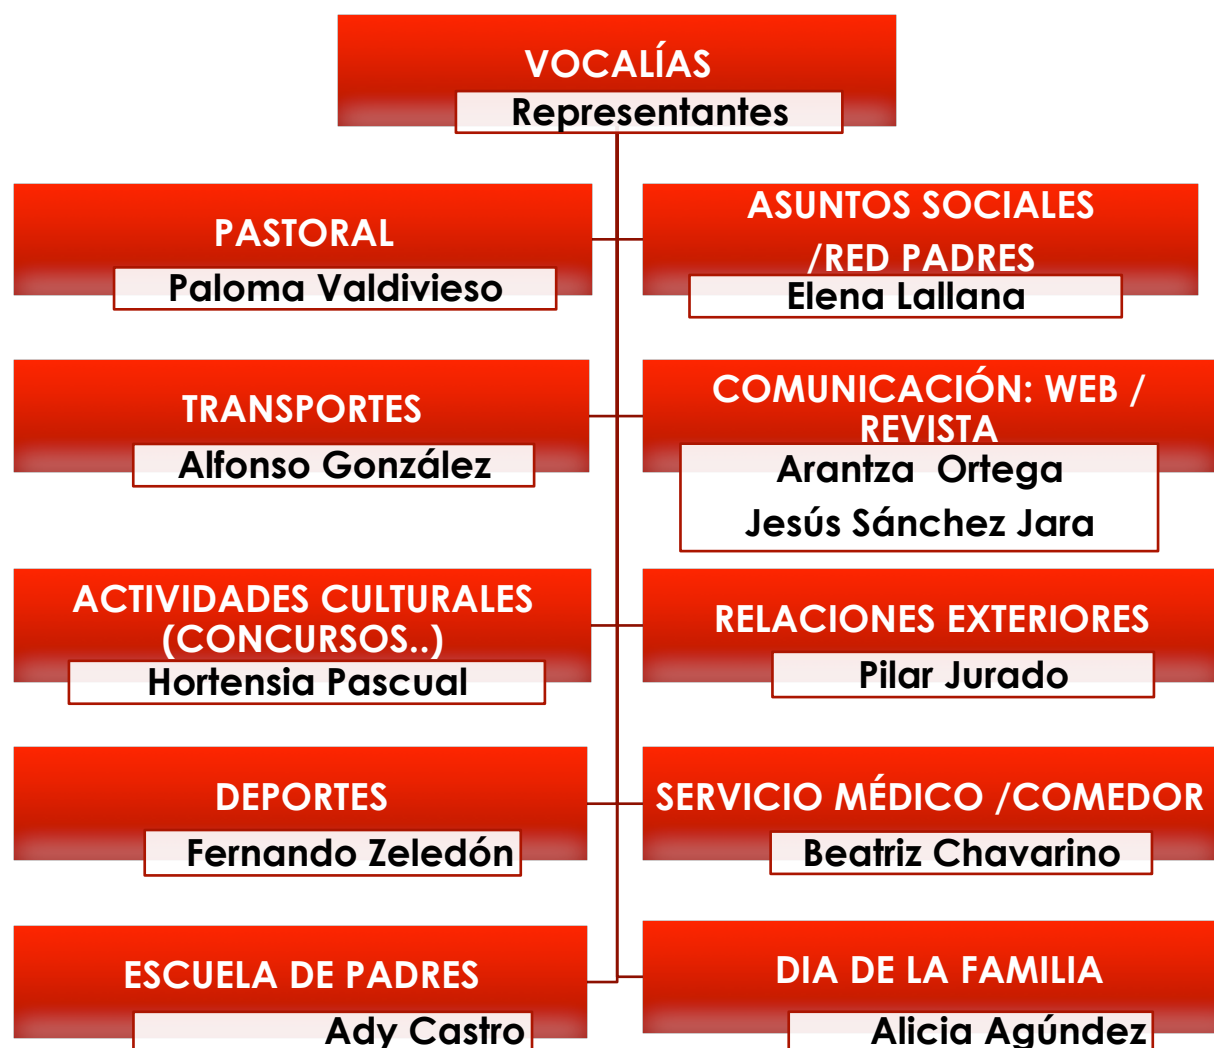 VOCALÍAS
Representantes
PASTORAL
Paloma Valdivieso
ASUNTOS SOCIALES
/RED PADRES
Elena Lallana
TRANSPORTES
Alfonso González
COMUNICACIÓN: WEB /
REVISTA
Arantza Ortega
Jesús Sánchez Jara
ACTIVIDADES CULTURALES
(CONCURSOS..)
Hortensia Pascual
RELACIONES EXTERIORES
Pilar Jurado
DEPORTES
Fernando Zeledón
SERVICIO MÉDICO /COMEDOR
Beatriz Chavarino
ESCUELA DE PADRES
Ady Castro
DIA DE LA FAMILIA
Alicia Agúndez